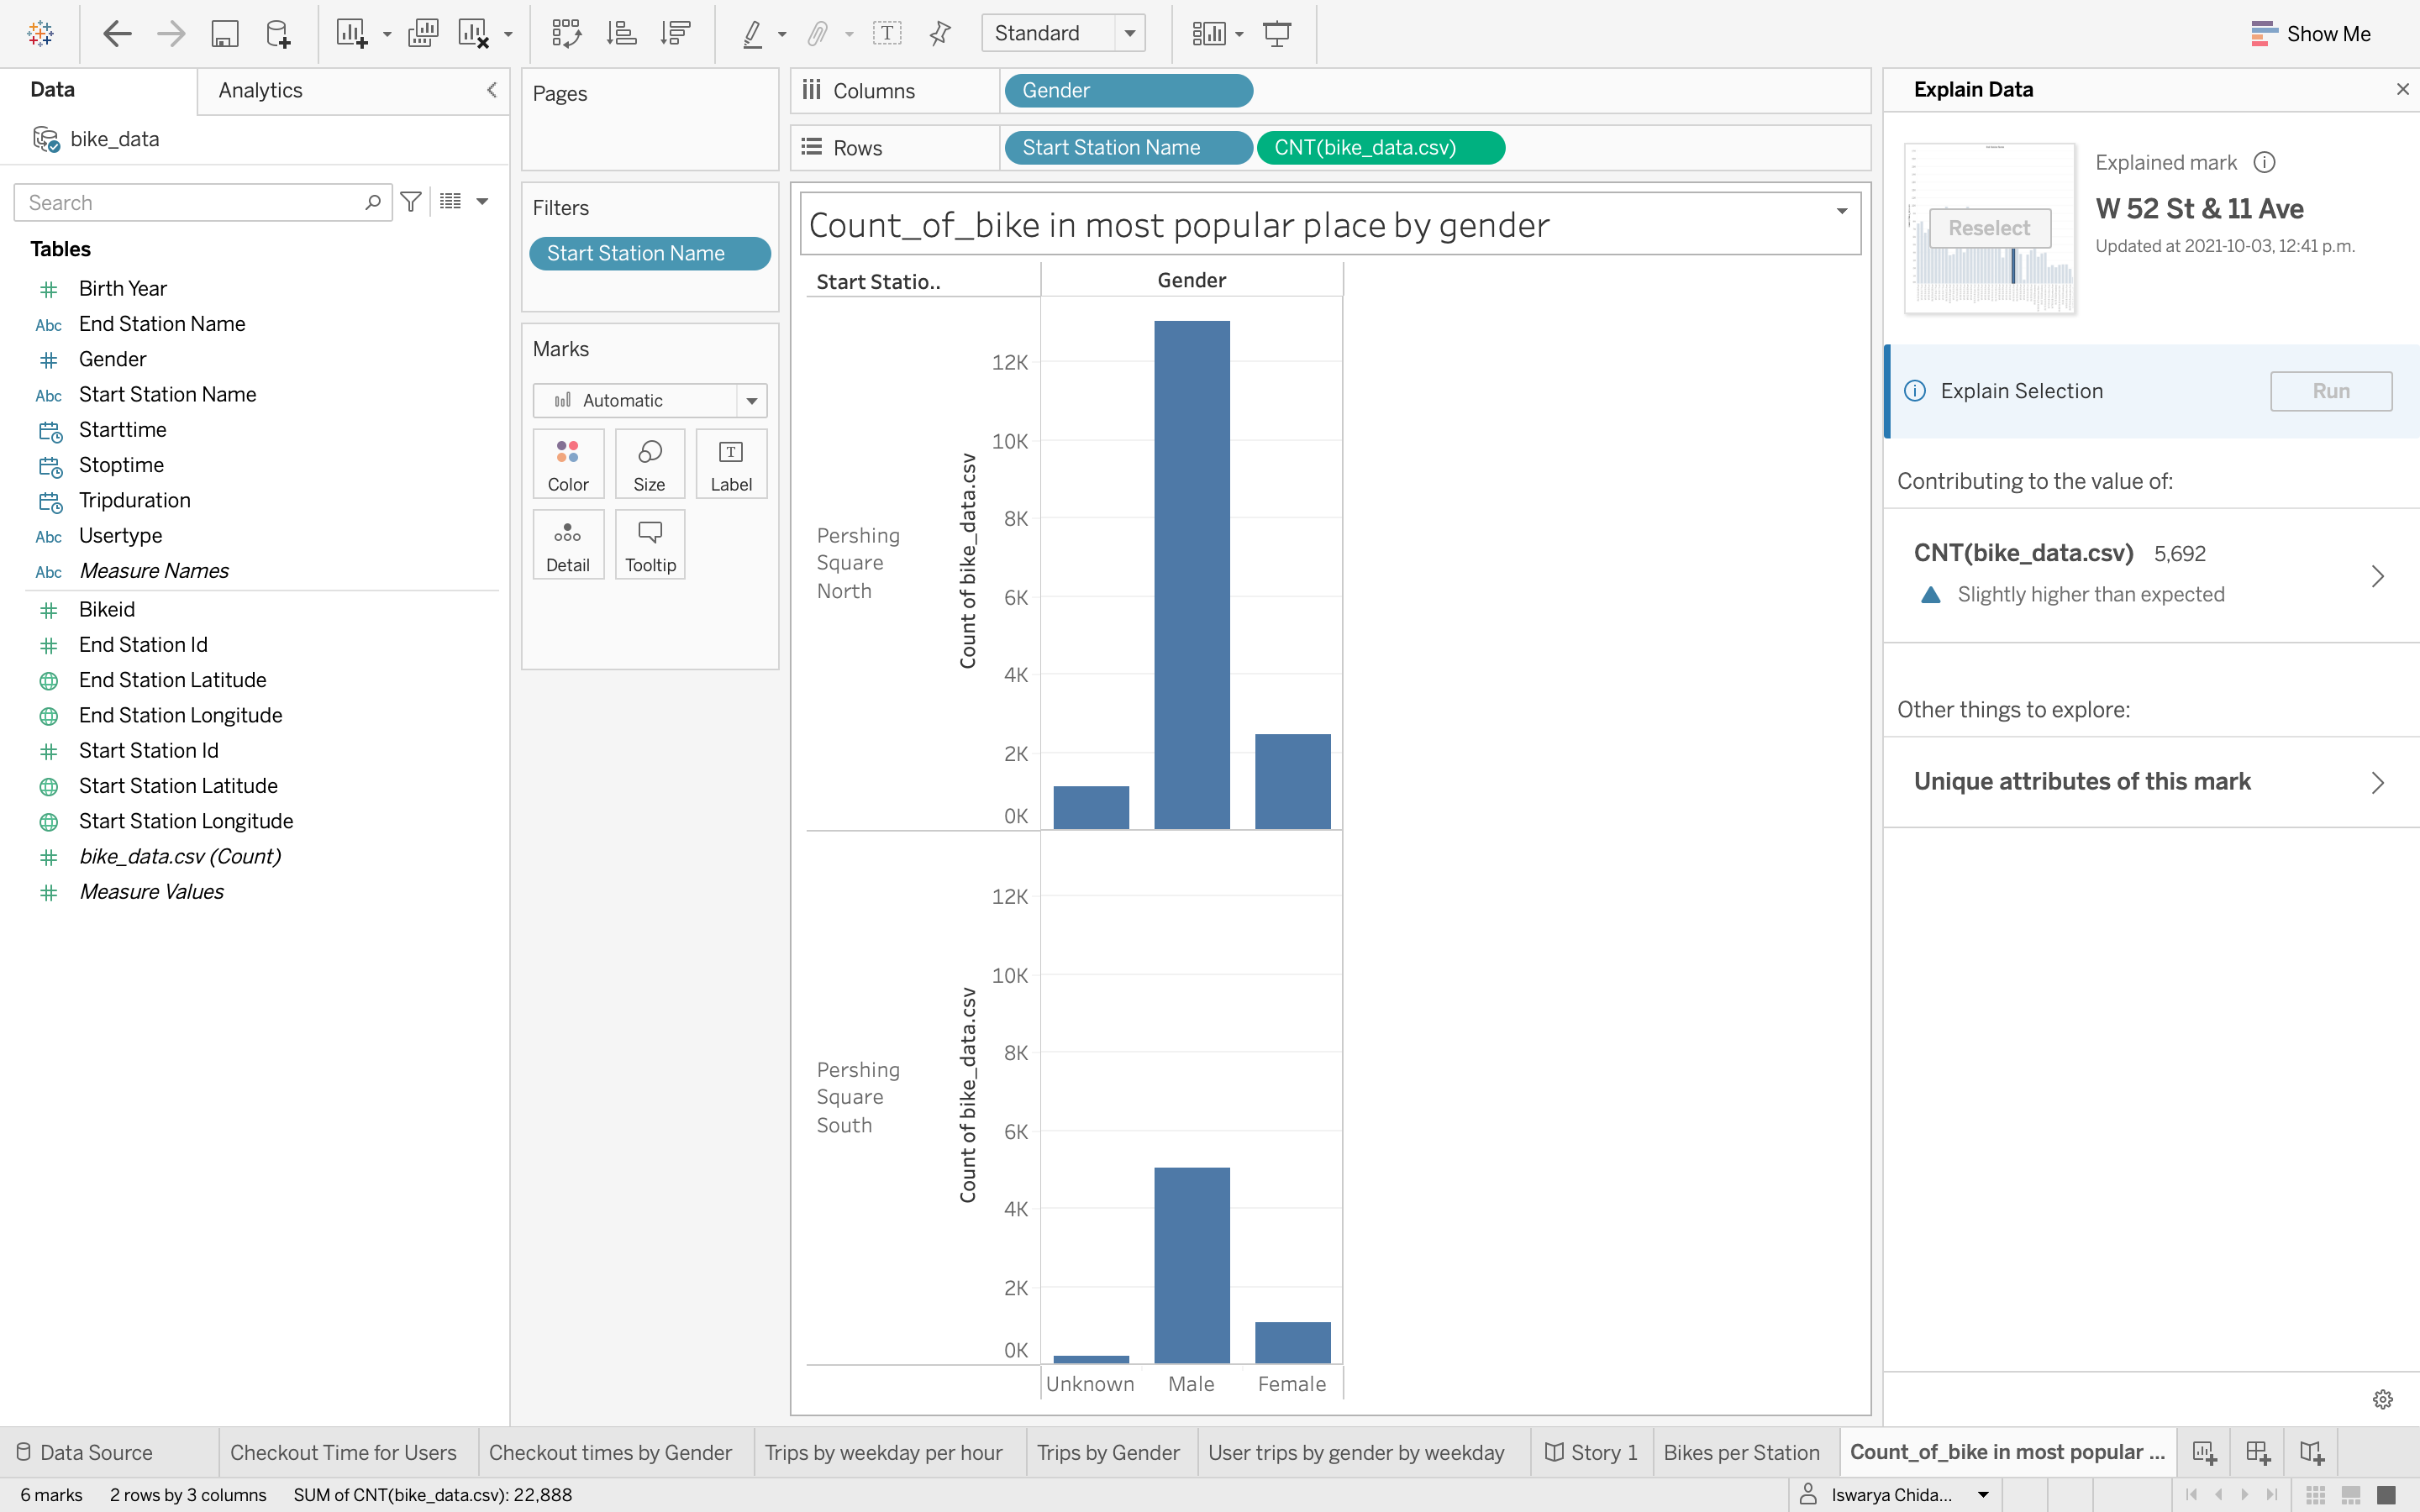 Standard
Show Me
Data
Analytics
bike_data
Search
Tables
Birth Year
Abc End Station Name
Gender
Abc Start Station Name
Starttime
Stoptime
Tripduration
Abc Usertype
Abc Measure Names
Bikeid
End Station Id
End Station Latitude
End Station Longitude
Start Station Id
Start Station Latitude
Start Station Longitude
bike_data.csv (Count)
Measure Values
Pages
Filters
Start Station Name
Marks
Automatic
Color Size T Label
Detail Tooltip
Columns Gender
Rows Start Station Name CNT(bike_data.csv)
Count_of_bike in most popular place by gender
Start Statio..
Gender
Pershing
Square
North
Count of bike_data.csv
12K
10K
8K
6K
4K
2K
0K
Pershing
Square
South
Count of bike_data.csv
12K
10K
8K
6K
4K
2K
0K
Unknown Male Female
Explain Data
Reselect
Explained mark
W 52 St & 11 Ave
Updated at 2021-10-03, 12:41 p.m.
Explain Selection
Run
Contributing to the value of:
CNT(bike_data.csv) 5,692
Slightly higher than expected
Other things to explore:
Unique attributes of this mark
Data Source Checkout Time for Users Checkout times by Gender Trips by weekday per hour Trips by Gender User trips by gender by weekday Story 1 Bikes per Station Count_of_bike in most popular ...
6 marks 2 rows by 3 columns SUM of CNT(bike_data.csv): 22,888 Iswarya Chida...